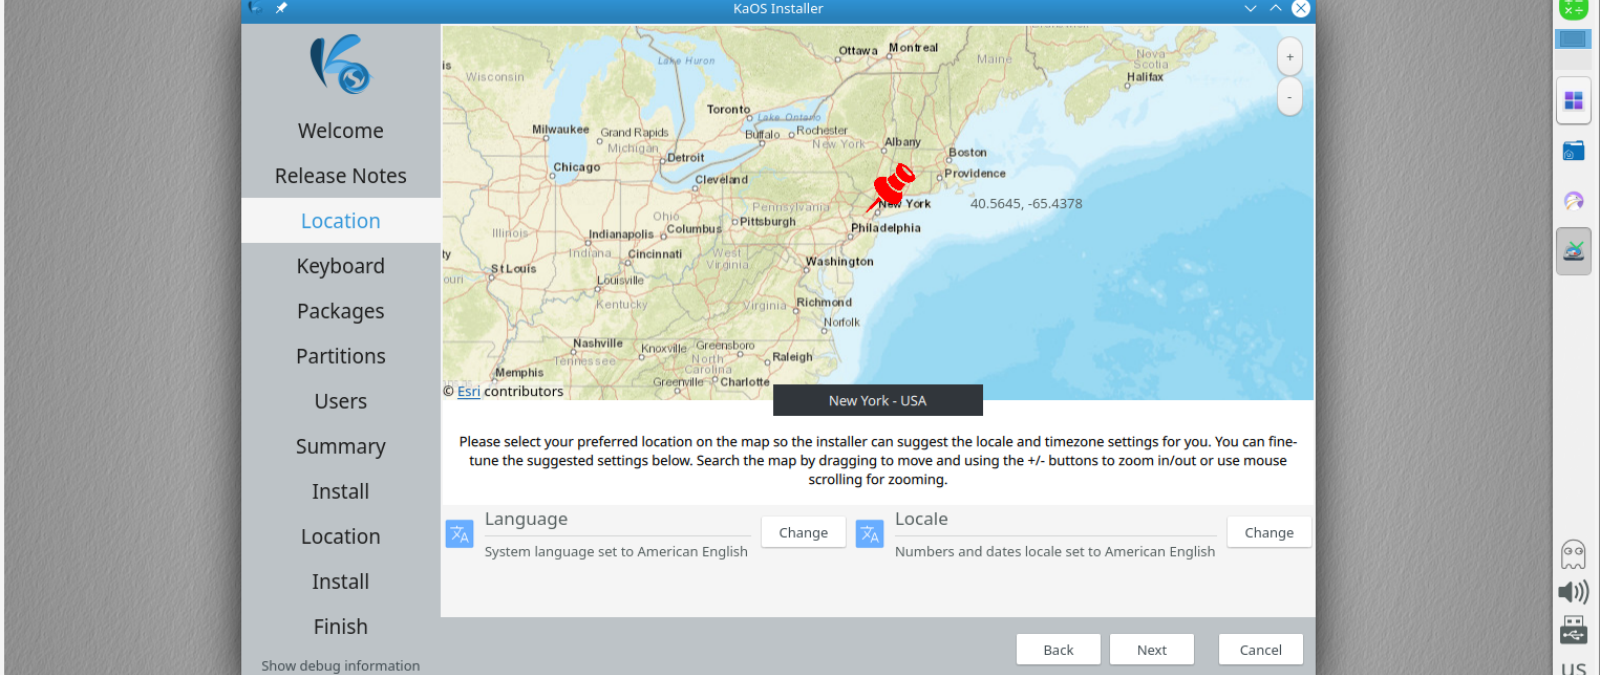 KaOS Installer
Welcome
Release Notes
Location
Keyboard
Packages
Partitions
Users
Summary
Install
Location
Install
Finish
Show debug information
Ottawa
Montreal
Maine
Nova
Scotia
Halifax
is
Wisconsin
Lake Huron
+
-
Toronto
Lake Ontario
Milwaukee
Grand Rapids
Buffalo
Rochester
Michigan
New York
Albany
Boston
Chicago
Detroit
Providence
Cleveland
Pennsylvania
New York
40.5645, -65.4378
Ohio
Pittsburgh
Illinois
Indianapolis
Columbus
Philadelphia
ty
Indiana
Cincinnati
West
Virginia
Washington
St Louis
ouri
Louisville
Kentucky
Virginia
Richmond
Norfolk
Nashville
Knoxville
Greensboro
Tennessee
North
Carolina
Raleigh
Memphis
Greenville
Charlotte
© Esri contributors
New York - USA
Please select your preferred location on the map so the installer can suggest the locale and timezone settings for you. You can fine-
tune the suggested settings below. Search the map by dragging to move and using the +/- buttons to zoom in/out or use mouse
scrolling for zooming.
Language
System language set to American English
Change
Locale
Numbers and dates locale set to American English
Change
Back
Next
Cancel
US